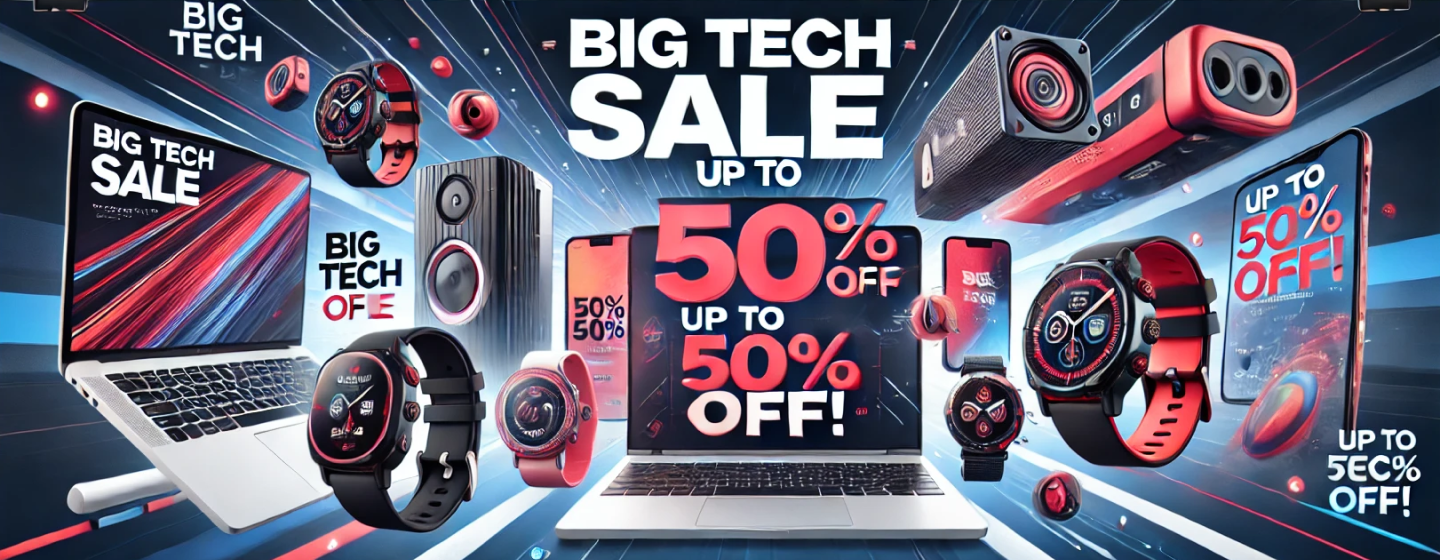 BIG
TECH
BIG TECH
SALE
UP TO
50%
OFF
UP TO
50%
OFF!
BIG TECH
SALE
BIG
TECH
OFE
50%
50%
UP TO
50%
OFF!
UP TO
5EC%
OFF!